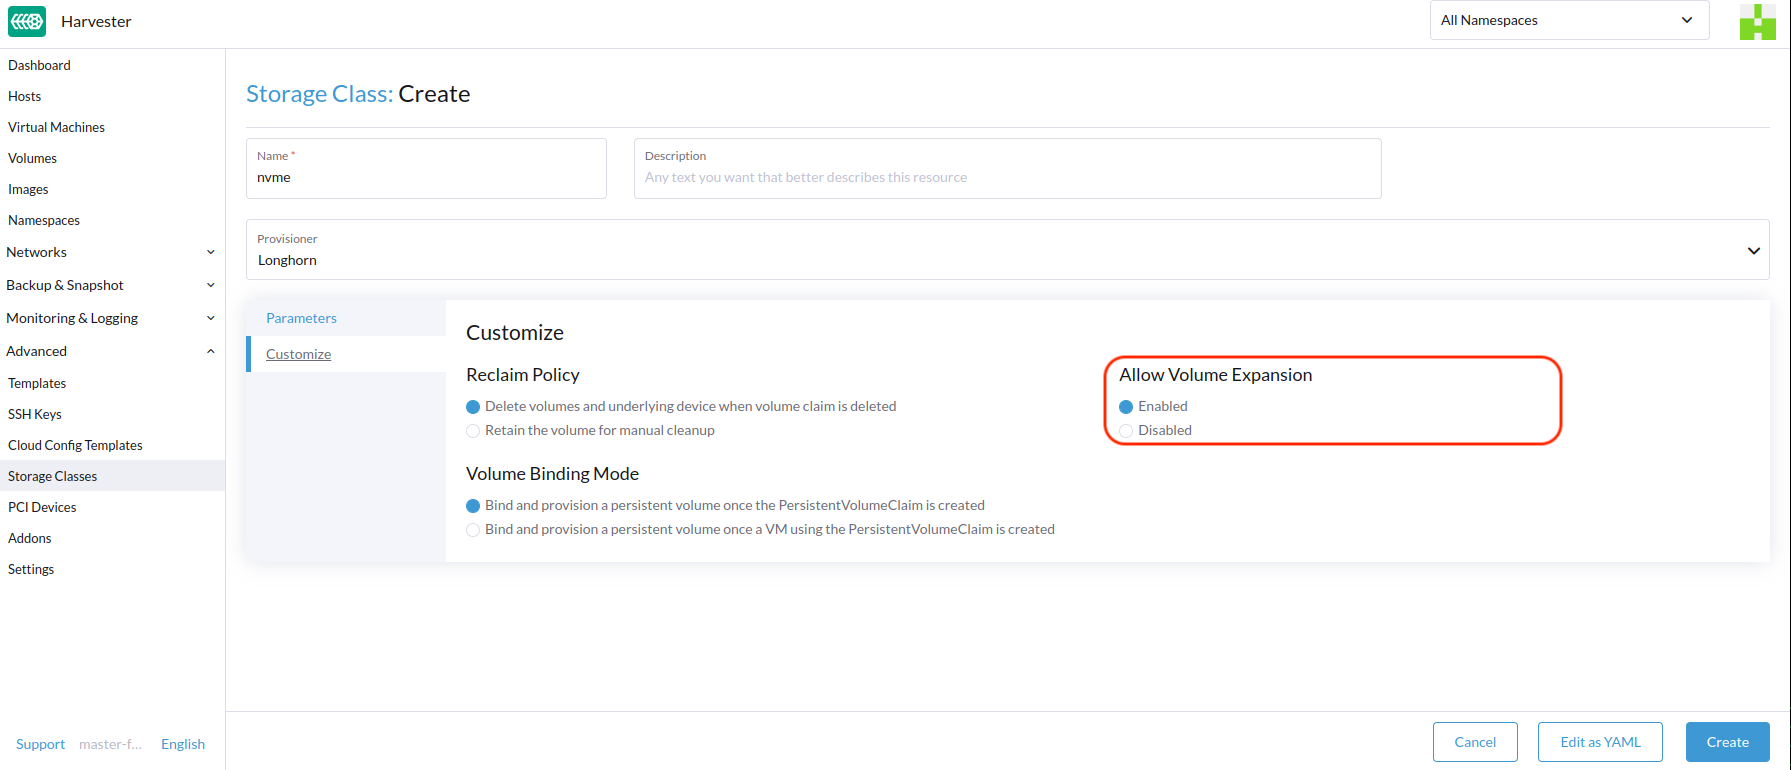 Harvester
All Namespaces
Dashboard
Hosts
Virtual Machines
Volumes
Images
Namespaces
Networks
Backup & Snapshot
Monitoring & Logging
Advanced
Templates
SSH Keys
Cloud Config Templates
Storage Classes
PCI Devices
Addons
Settings
Support master-f... English
Storage Class: Create
Name *
nvme
Description
Any text you want that better describes this resource
Provisioner
Longhorn
Parameters
Customize
Customize
Reclaim Policy
Delete volumes and underlying device when volume claim is deleted
Retain the volume for manual cleanup
Allow Volume Expansion
Enabled
Disabled
Volume Binding Mode
Bind and provision a persistent volume once the PersistentVolumeClaim is created
Bind and provision a persistent volume once a VM using the PersistentVolumeClaim is created
Cancel Edit as YAML Create